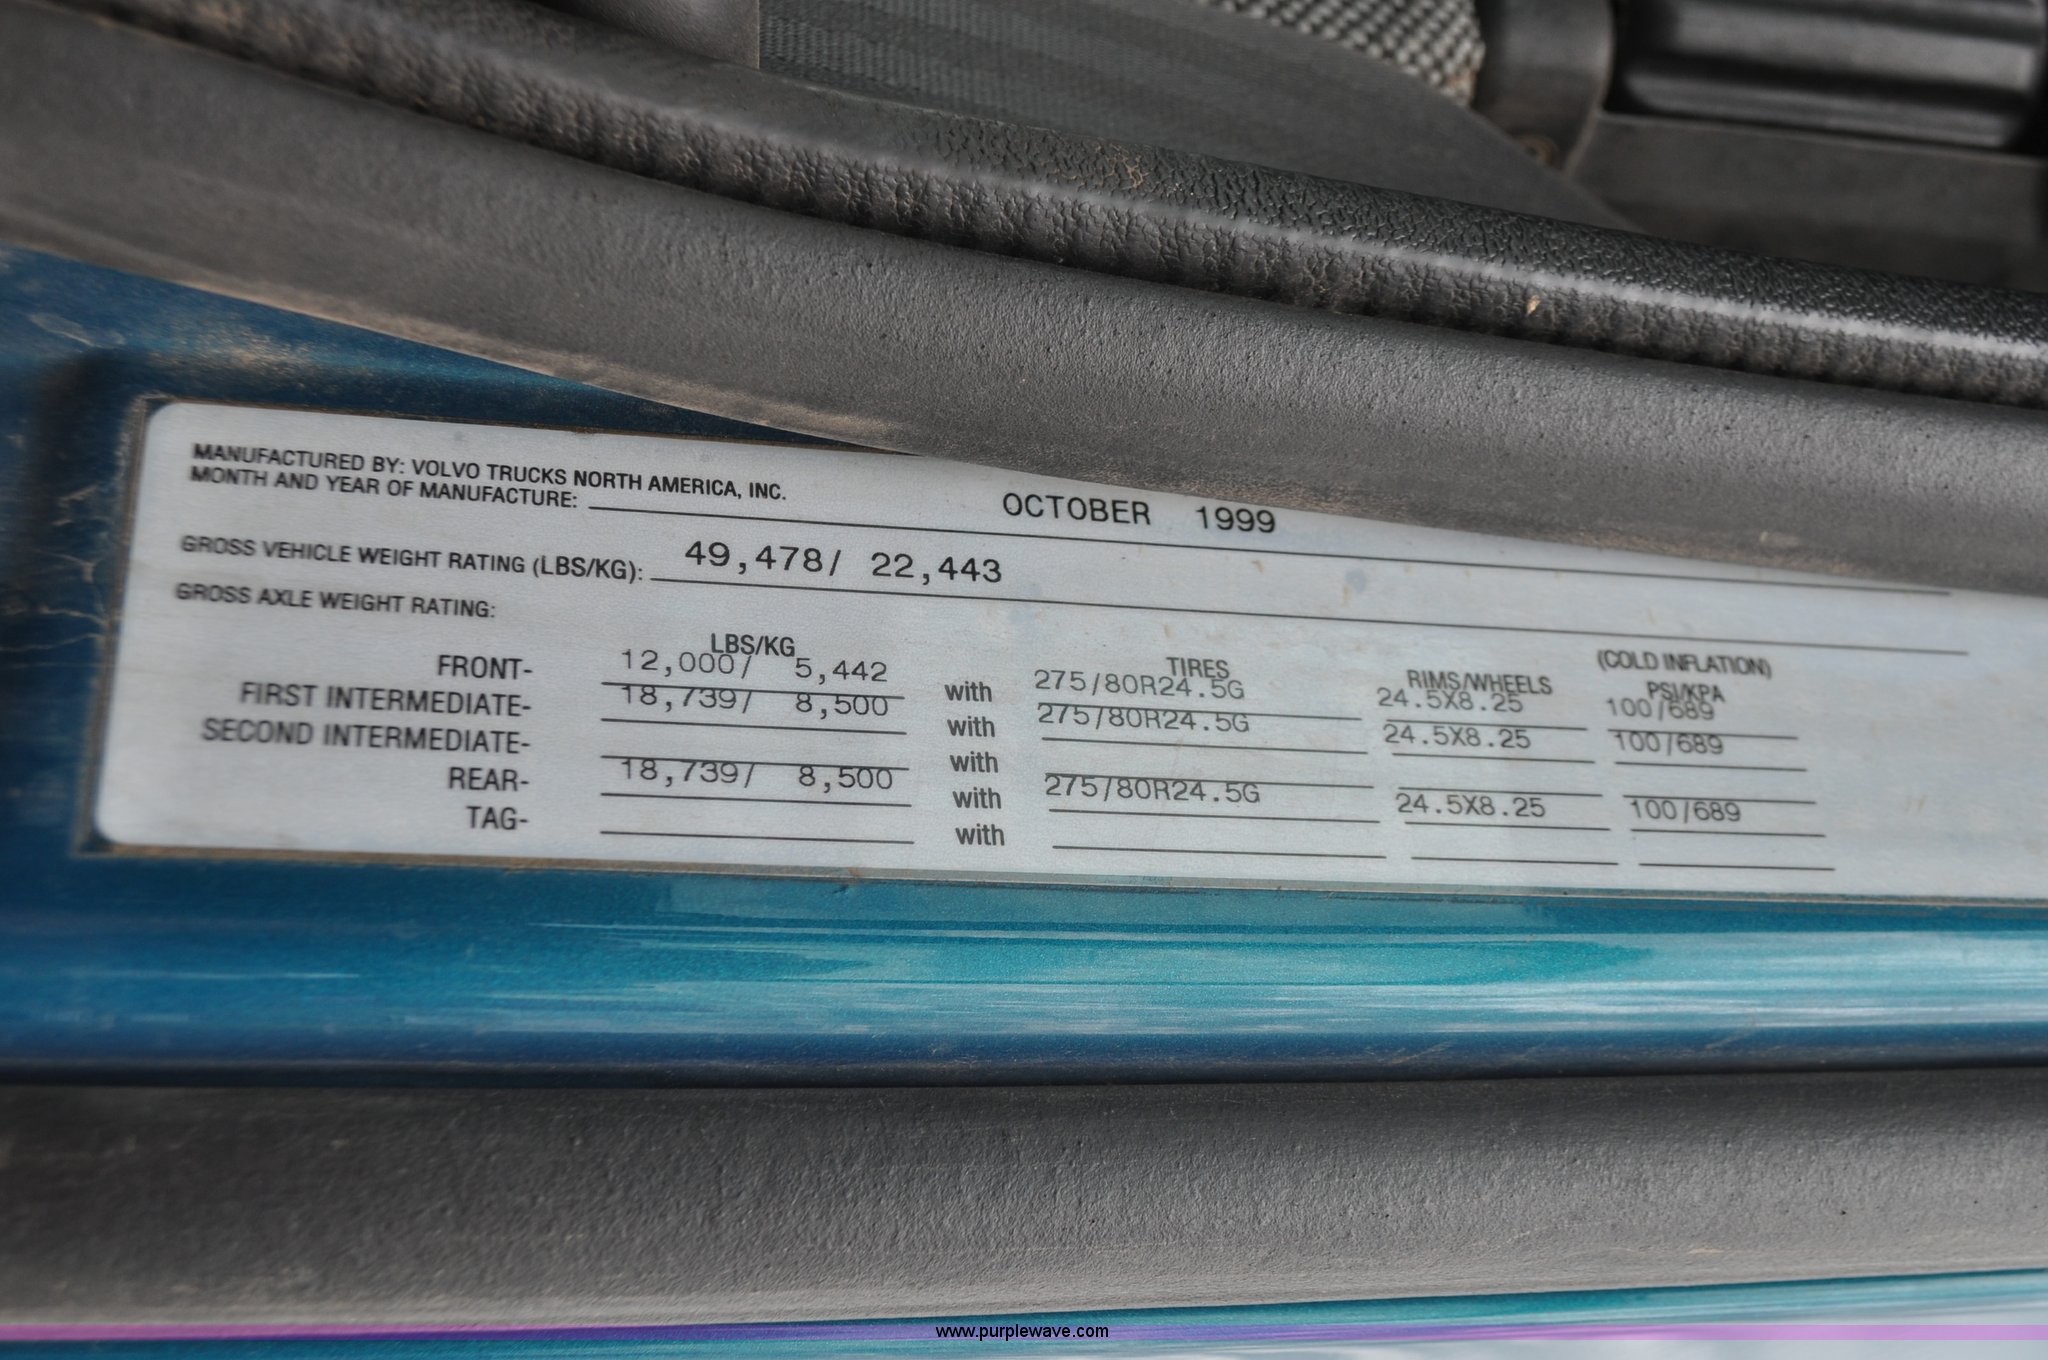 MANUFACTURED BY: VOLVO TRUCKS NORTH AMERICA, INC.
MONTH AND YEAR OF MANUFACTURE: OCTOBER 1999
GROSS VEHICLE WEIGHT RATING (LBS/KG): 49,478/ 22,443
GROSS AXLE WEIGHT RATING:
LBS/KG TIRES RIMS/WHEELS (COLD INFLATION) PSI/KPA
FRONT- 12,000/ 5,442 with 275/80R24.5G 24.5X8.25 100/689
FIRST INTERMEDIATE- 18,739/ 8,500 with 275/80R24.5G 24.5X8.25 100/689
SECOND INTERMEDIATE- with
REAR- 18,739/ 8,500 with 275/80R24.5G 24.5X8.25 100/689
TAG- with
www.purplewave.com